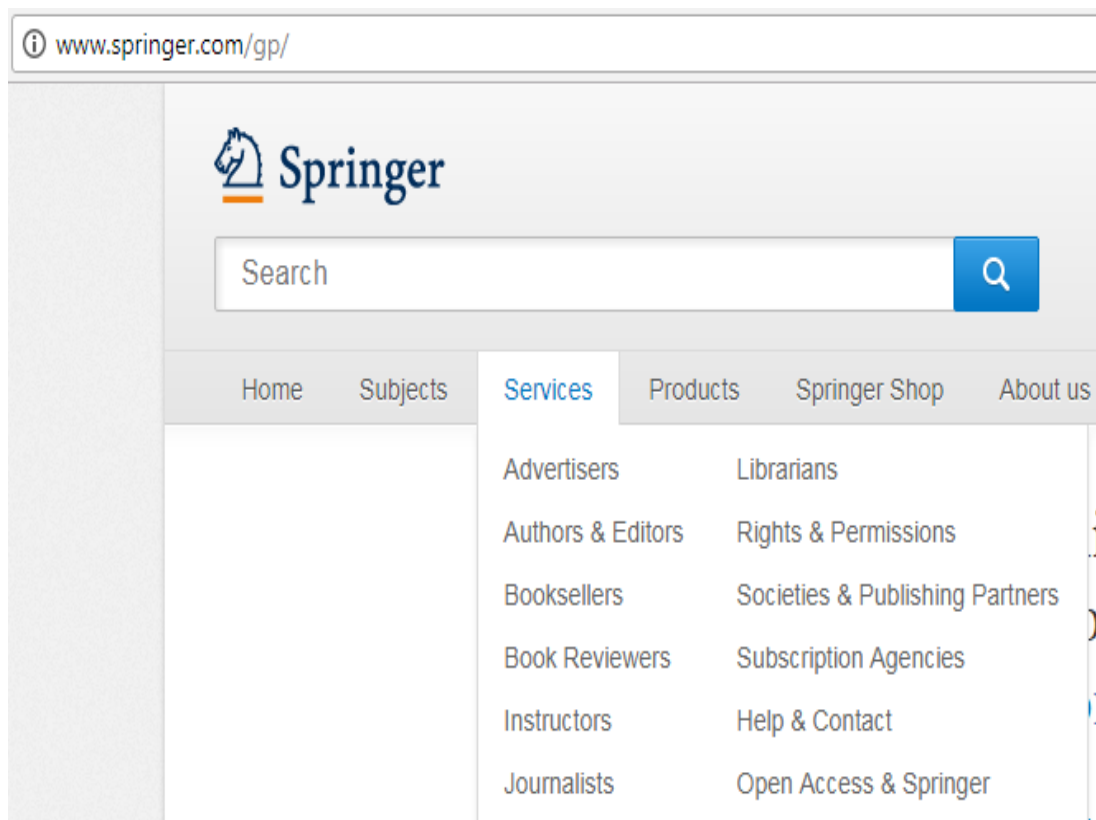 www.springer.com/gp/
Springer
Search
Home Subjects Services Products Springer Shop About us
Advertisers Librarians
Authors & Editors Rights & Permissions
Booksellers Societies & Publishing Partners
Book Reviewers Subscription Agencies
Instructors Help & Contact
Journalists Open Access & Springer